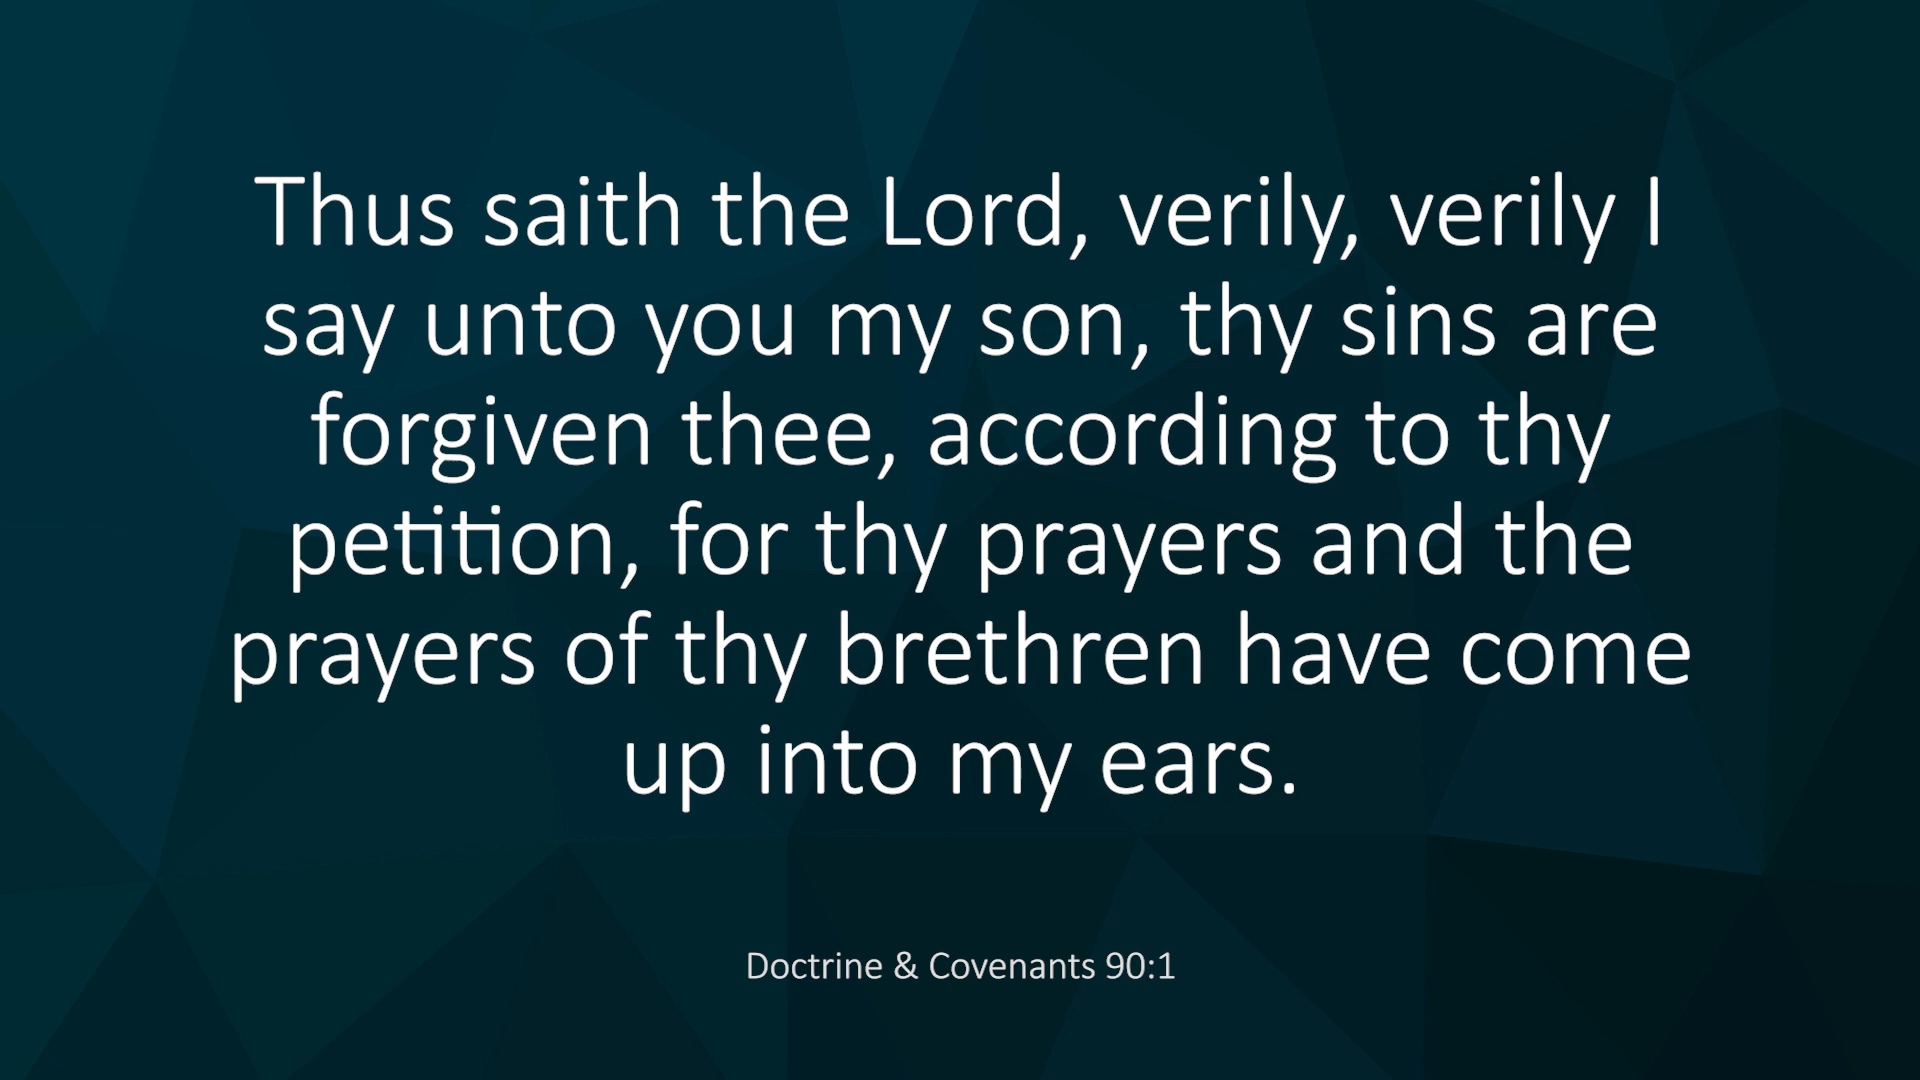 Thus saith the Lord, verily, verily I
say unto you my son, thy sins are
forgiven thee, according to thy
petition, for thy prayers and the
prayers of thy brethren have come
up into my ears.
Doctrine & Covenants 90:1